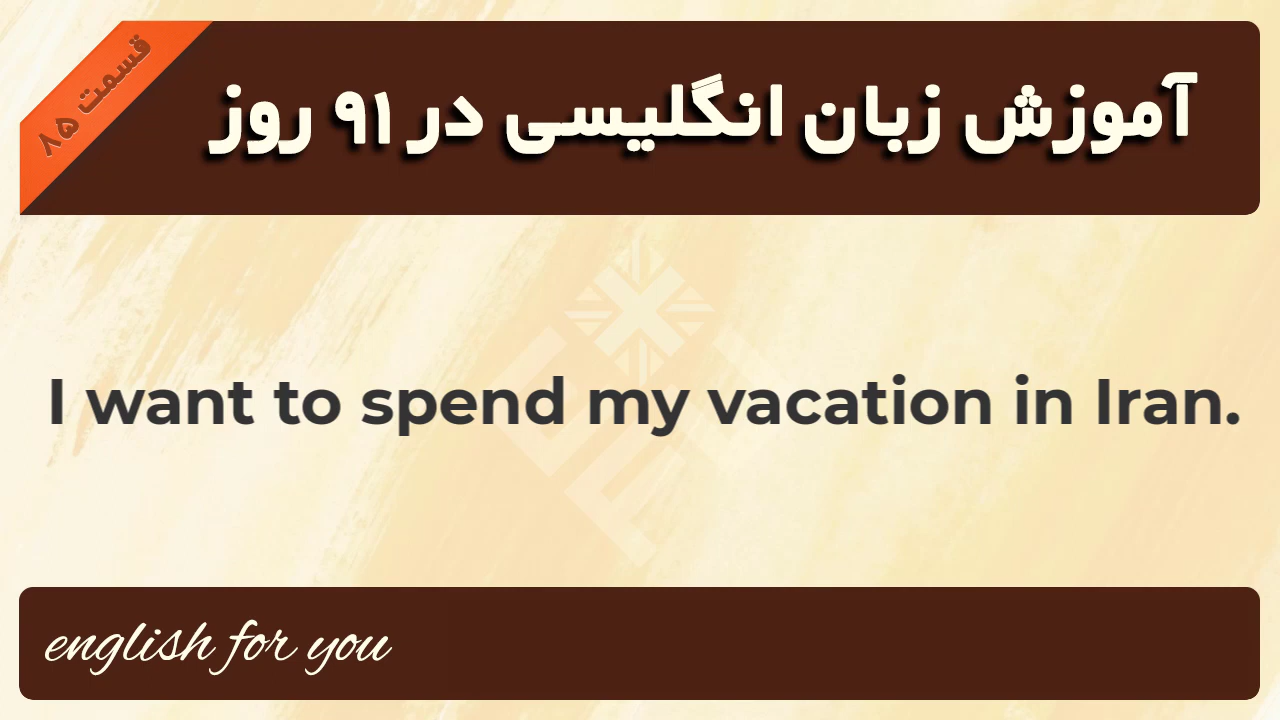 قسمت ۸۵
آموزش زبان انگلیسی در ۹۱ روز
I want to spend my vacation in Iran.
english for you